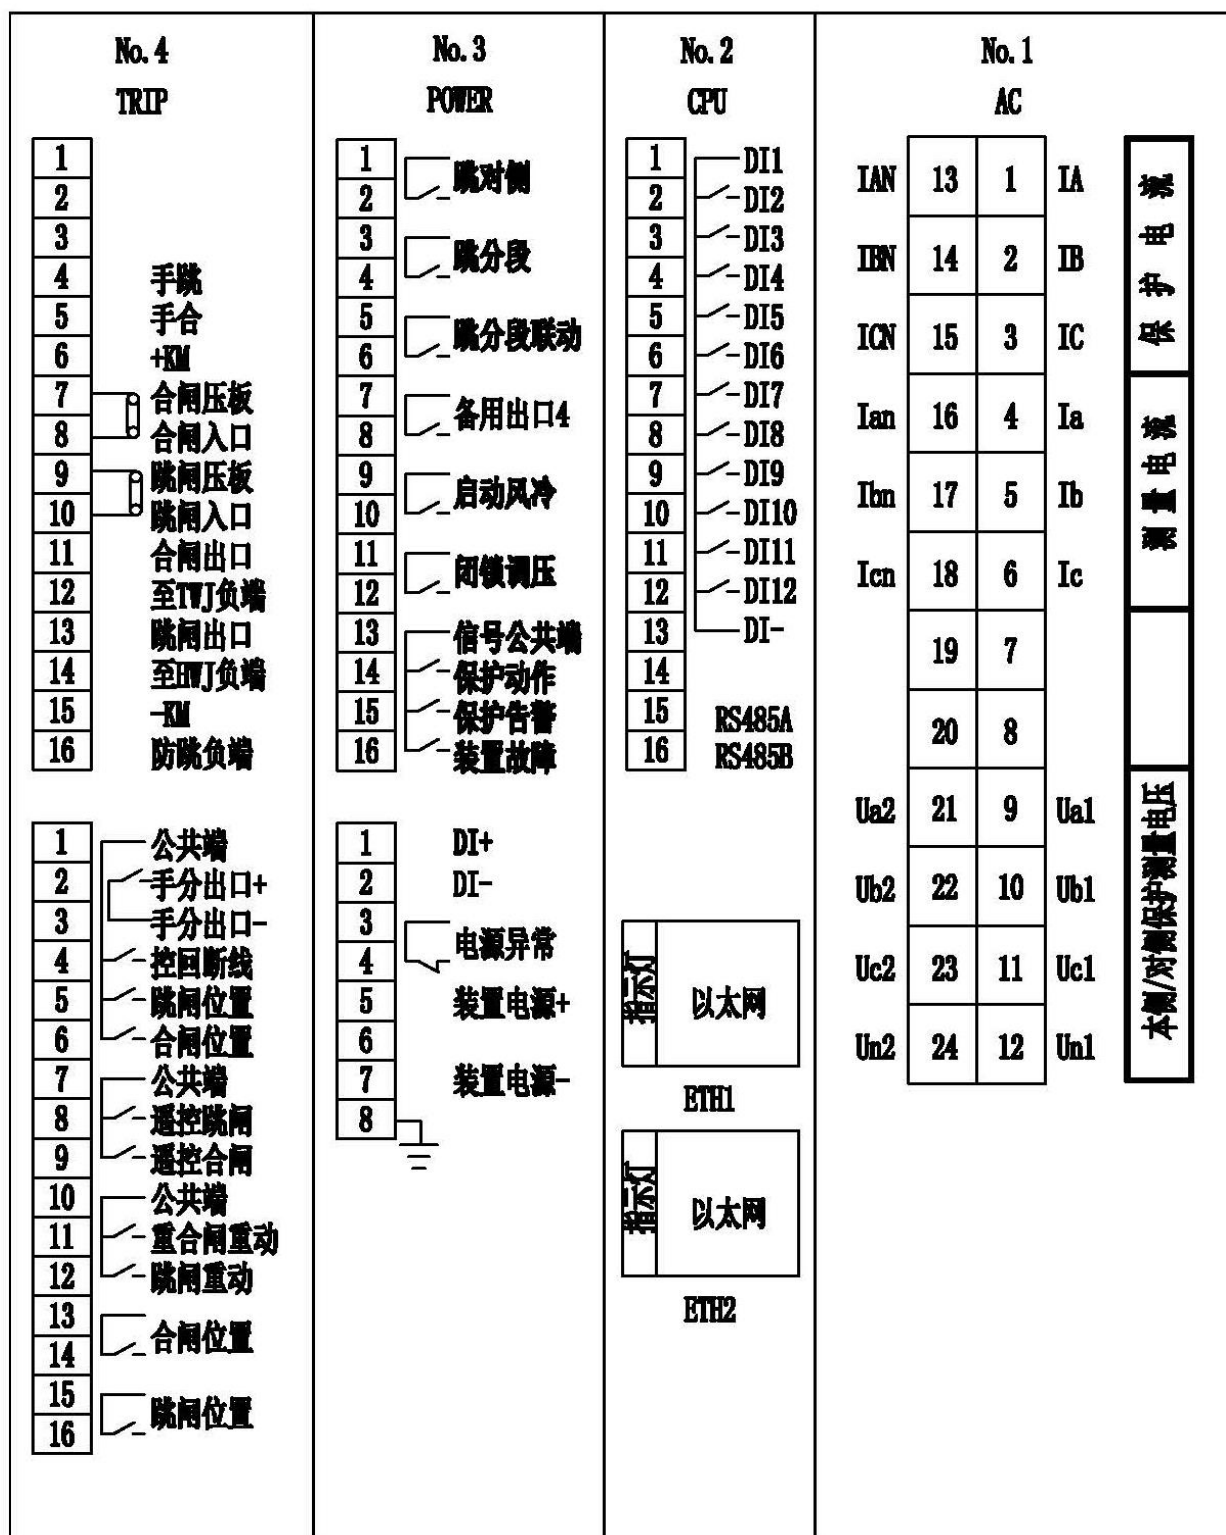 No.4
TRIP
1
2
3
4 手跳
5 手合
6 +KM
7 合闸压板
8 合闸入口
9 跳闸压板
10 跳闸入口
11 合闸出口
12 至TWJ负端
13 跳闸出口
14 至HWJ负端
15 -KM
16 防跳负端
1 公共端
2 手分出口+
3 手分出口-
4 控回断线
5 跳闸位置
6 合闸位置
7 公共端
8 遥控跳闸
9 遥控合闸
10 公共端
11 重合闸重动
12 跳闸重动
13
合闸位置
14
15
跳闸位置
16
No.3
POWER
1
跳对侧
2
3
跳分段
4
5
跳分段联动
6
7
备用出口4
8
9
启动风冷
10
11
闭锁调压
12
13 信号公共端
14 保护动作
15 保护告警
16 装置故障
1 DI+
2 DI-
3
电源异常
4
5 装置电源+
6
7 装置电源-
8
No.2
CPU
1 DI1
2 DI2
3 DI3
4 DI4
5 DI5
6 DI6
7 DI7
8 DI8
9 DI9
10 DI10
11 DI11
12 DI12
13 DI-
14
15 RS485A
16 RS485B
指示灯 以太网
ETH1
指示灯 以太网
ETH2
No.1
AC
IAN 13 1 IA
IBN 14 2 IB
ICN 15 3 IC
Ian 16 4 Ia
Ibn 17 5 Ib
Icn 18 6 Ic
19 7
20 8
Ua2 21 9 Ua1
Ub2 22 10 Ub1
Uc2 23 11 Uc1
Un2 24 12 Un1
保护电流
测量电流
本侧/对侧保护测量电压